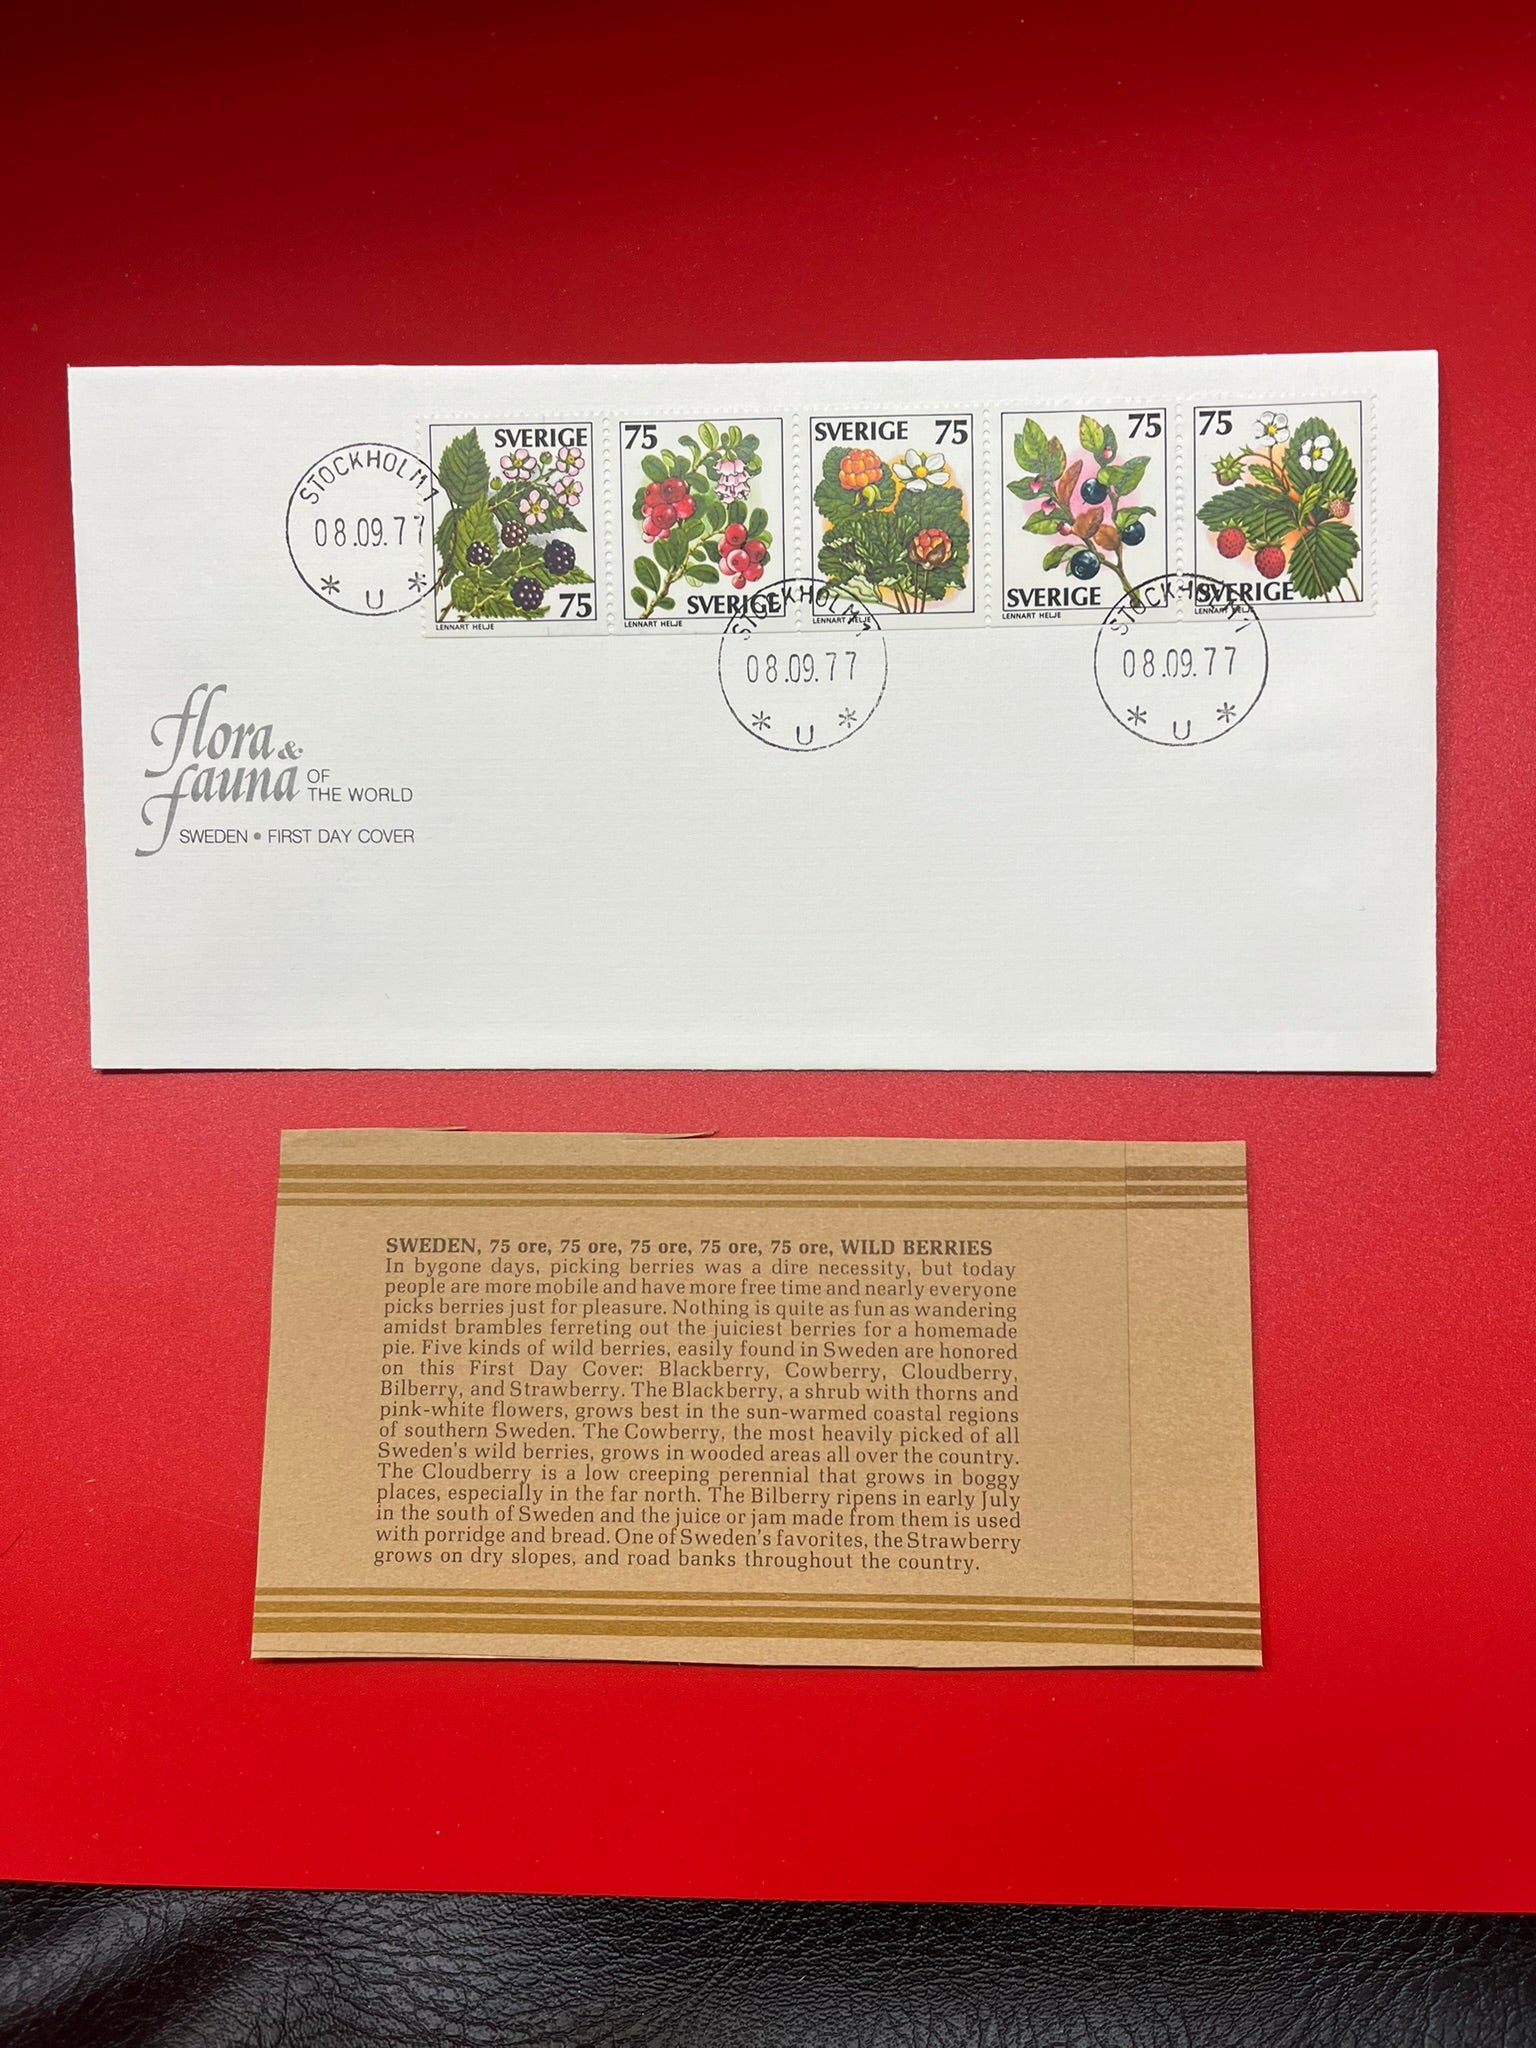 STOCKHOLM 1
08.09.77
* U *
SVERIGE
75
LENNART HELJE
75
SVERIGE
LENNART HELJE
SVERIGE 75
LENNART HELJE
75
SVERIGE
LENNART HELJE
75
SVERIGE
LENNART HELJE
STOCKHOLM 1
08.09.77
* U *
STOCKHOLM 1
08.09.77
* U *
flora &
fauna OF
THE WORLD
SWEDEN • FIRST DAY COVER
SWEDEN, 75 ore, 75 ore, 75 ore, 75 ore, 75 ore, WILD BERRIES
In bygone days, picking berries was a dire necessity, but today
people are more mobile and have more free time and nearly everyone
picks berries just for pleasure. Nothing is quite as fun as wandering
amidst brambles ferreting out the juiciest berries for a homemade
pie. Five kinds of wild berries, easily found in Sweden are honored
on this First Day Cover: Blackberry, Cowberry, Cloudberry,
Bilberry, and Strawberry. The Blackberry, a shrub with thorns and
pink-white flowers, grows best in the sun-warmed coastal regions
of southern Sweden. The Cowberry, the most heavily picked of all
Sweden's wild berries, grows in wooded areas all over the country.
The Cloudberry is a low creeping perennial that grows in boggy
places, especially in the far north. The Bilberry ripens in early July
in the south of Sweden and the juice or jam made from them is used
with porridge and bread. One of Sweden's favorites, the Strawberry
grows on dry slopes, and road banks throughout the country.